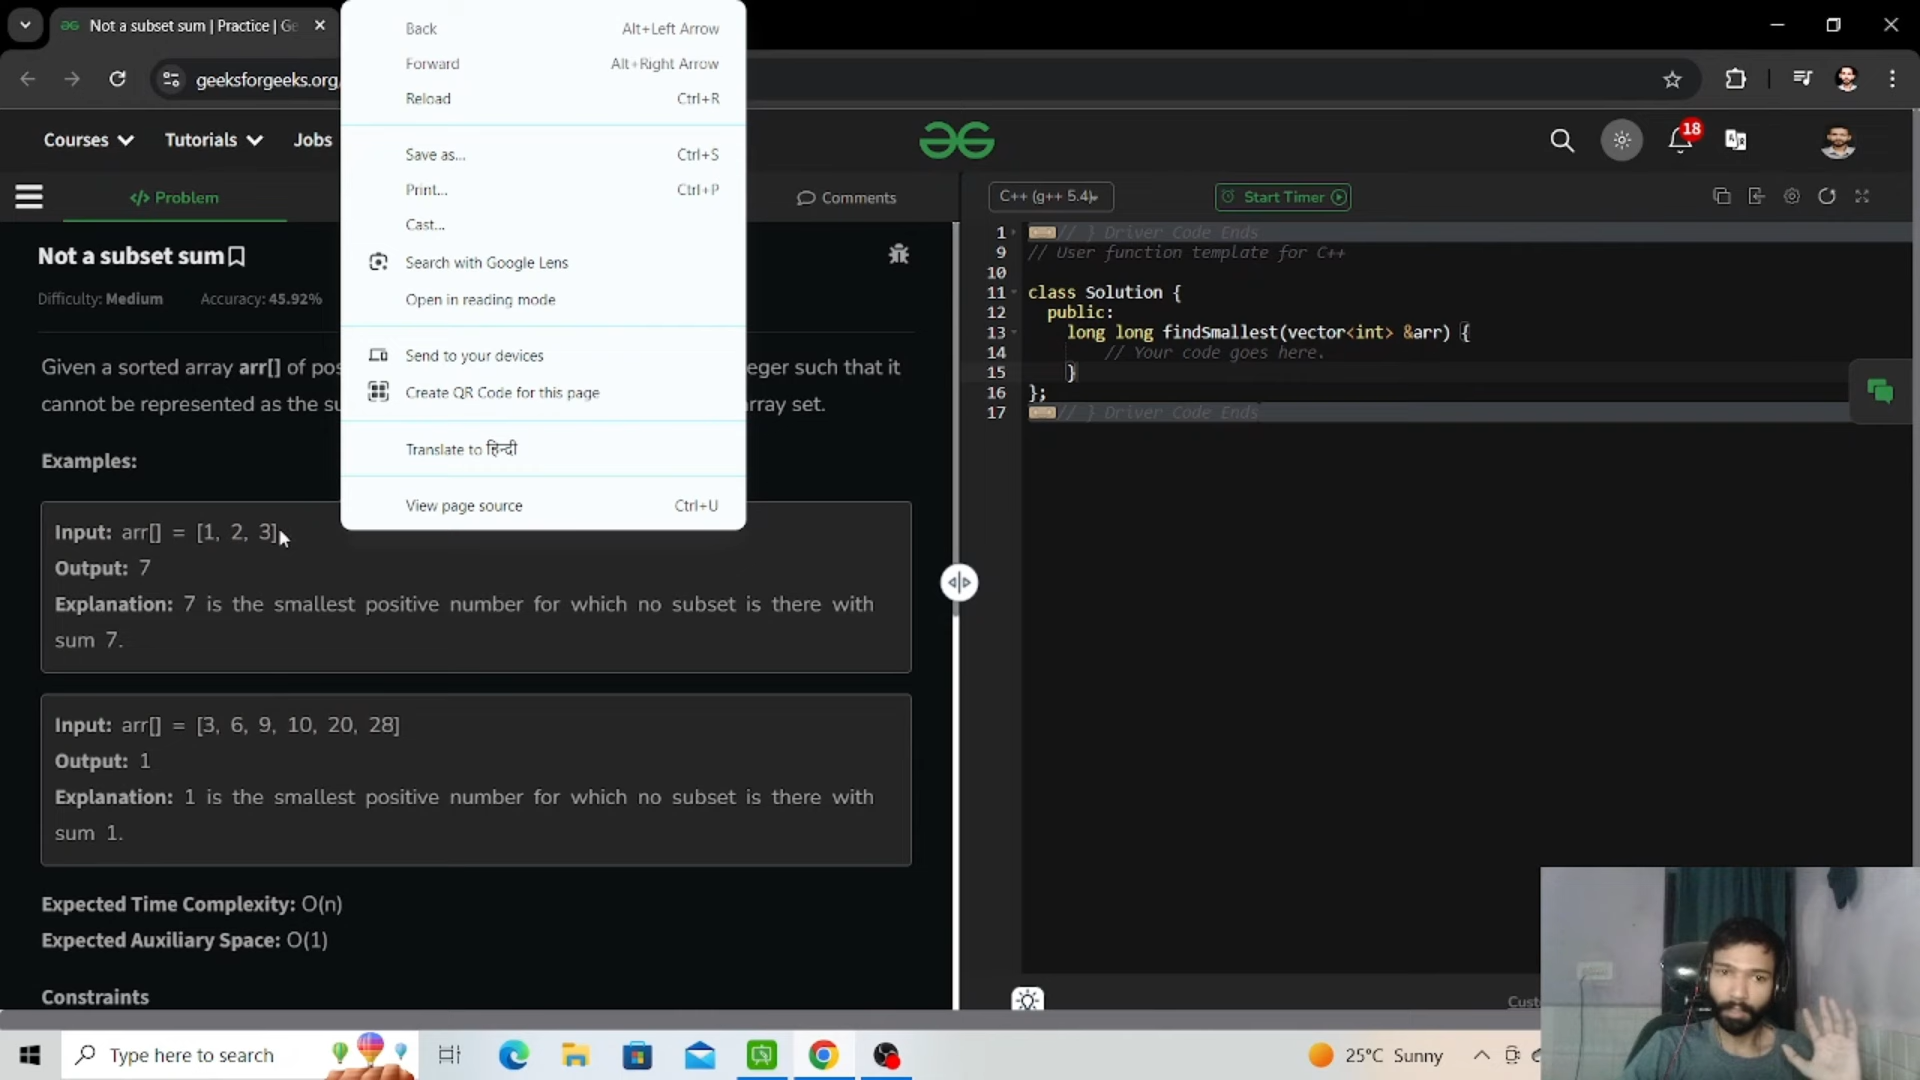 Not a subset sum | Practice | Ge
geeksforgeeks.org
Back Alt+Left Arrow
Forward Alt+Right Arrow
Reload Ctrl+R
Save as... Ctrl+S
Print... Ctrl+P
Cast...
Search with Google Lens
Open in reading mode
Send to your devices
Create QR Code for this page
Translate to हिन्दी
View page source Ctrl+U
Courses Tutorials Jobs
18
</> Problem
Comments
Not a subset sum
Difficulty: Medium Accuracy: 45.92%
Given a sorted array arr[] of pos eger such that it
cannot be represented as the su rray set.
Examples:
Input: arr[] = [1, 2, 3]
Output: 7
Explanation: 7 is the smallest positive number for which no subset is there with
sum 7.
Input: arr[] = [3, 6, 9, 10, 20, 28]
Output: 1
Explanation: 1 is the smallest positive number for which no subset is there with
sum 1.
Expected Time Complexity: O(n)
Expected Auxiliary Space: O(1)
Constraints
C++ (g++ 5.4)
Start Timer
1 // } Driver Code Ends
9 // User function template for C++
10
11 class Solution {
12 public:
13 long long findSmallest(vector<int> &arr) {
14 // Your code goes here.
15 }
16 };
17 // } Driver Code Ends
Cust
Type here to search
25°C Sunny